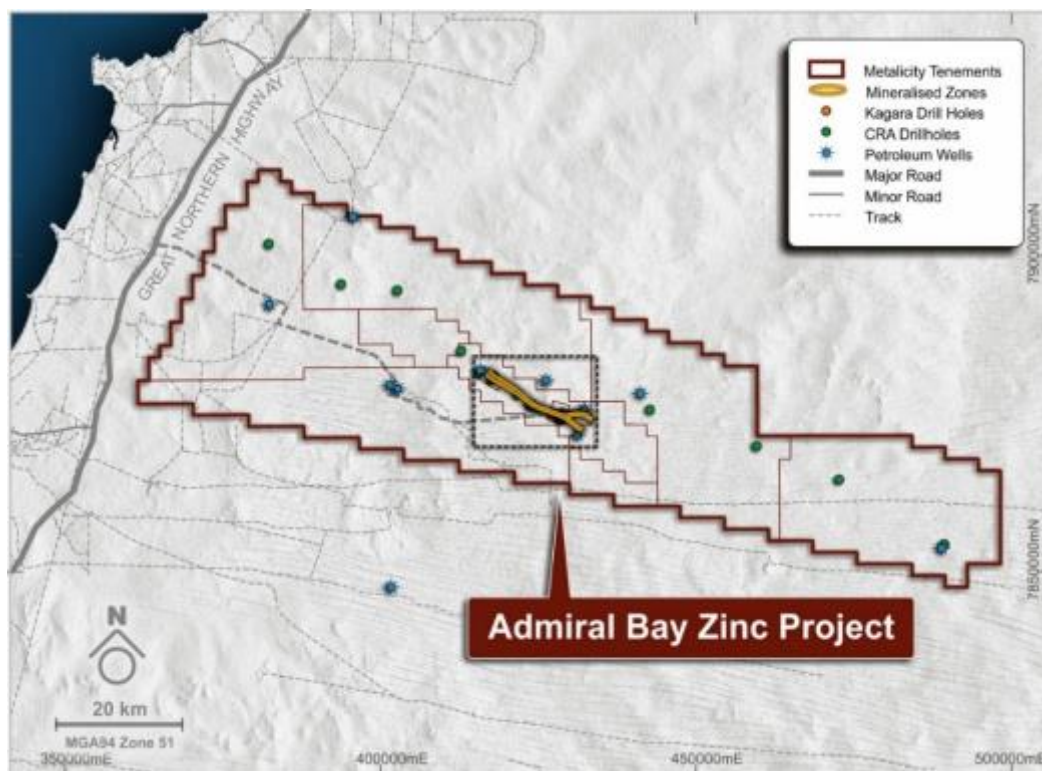 Metalicity Tenements
Mineralised Zones
Kagara Drill Holes
CRA Drillholes
Petroleum Wells
Major Road
Minor Road
Track
GREAT NORTHERN HIGHWAY
7900000mN
7850000mN
Admiral Bay Zinc Project
N
20 km
MGA94 Zone 51
350000mE
400000mE
450000mE
500000mE